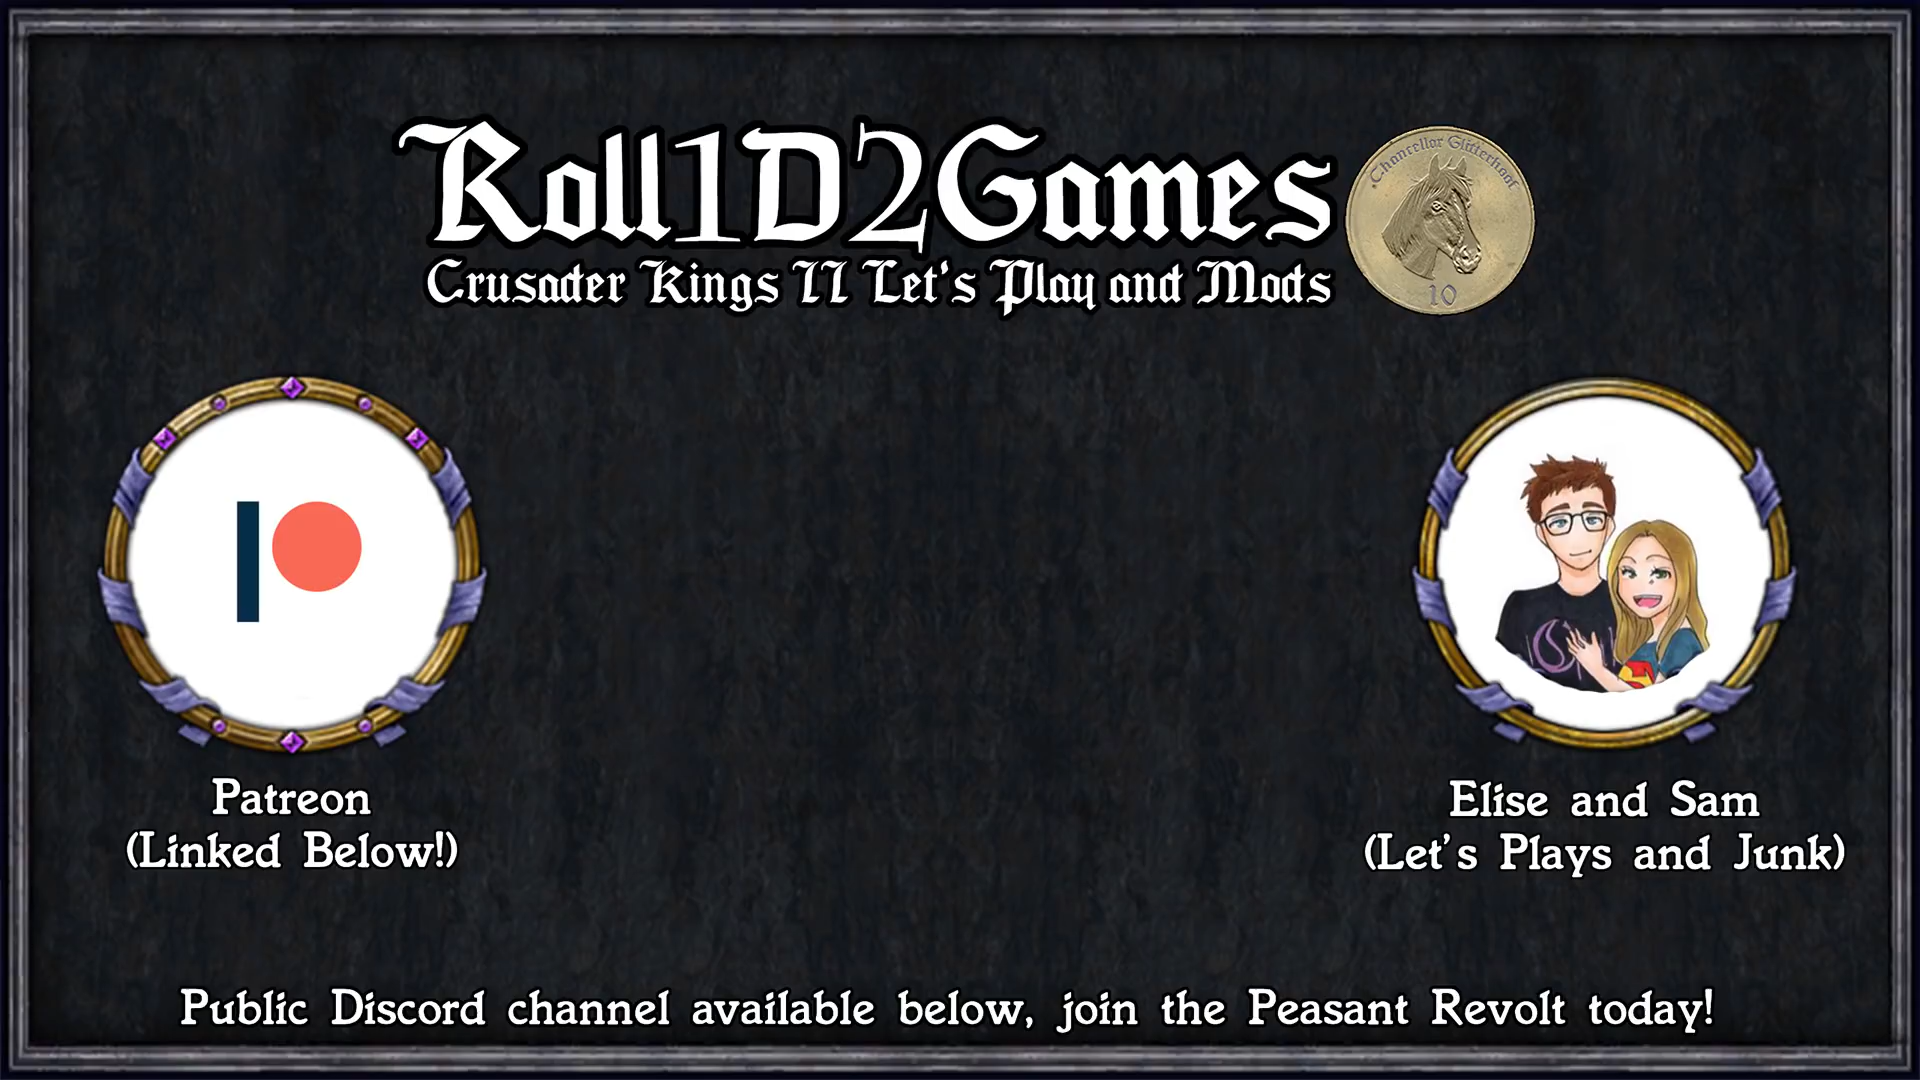 Roll1D2Games
Crusader Kings II Let's Play and Mods
Chancellor Glitterhoof
10
Patreon
(Linked Below!)
Elise and Sam
(Let's Plays and Junk)
Public Discord channel available below, join the Peasant Revolt today!